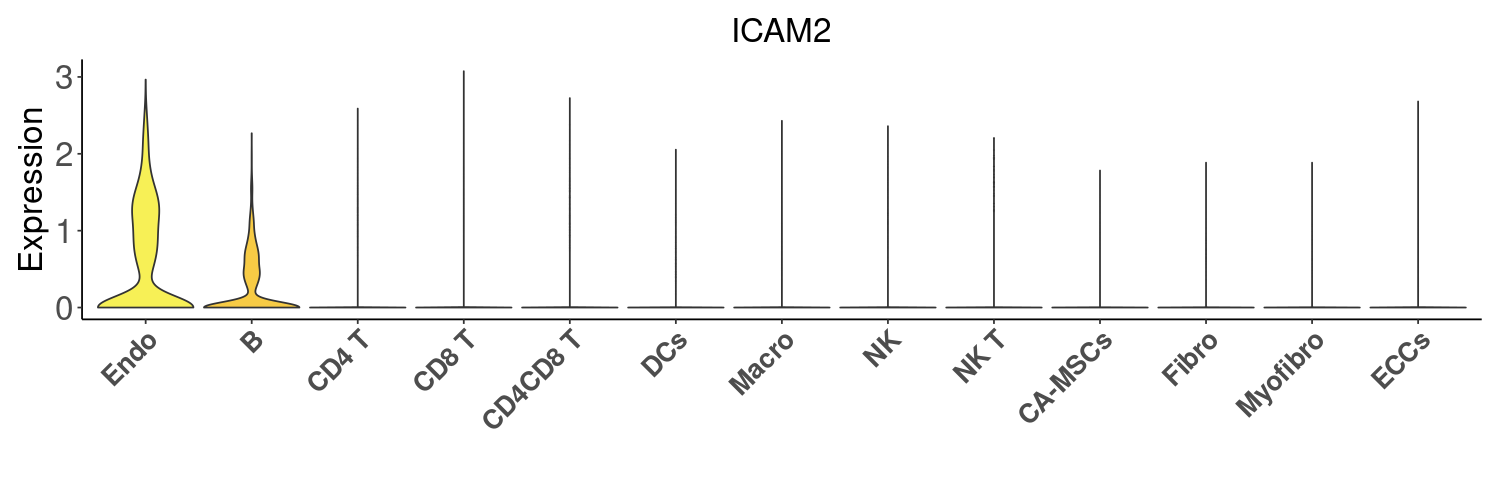 ICAM2
Expression
3
2
1
0
Endo
B
CD4 T
CD8 T
CD4CD8 T
DCs
Macro
NK
NK T
CA-MSCs
Fibro
Myofibro
ECCs